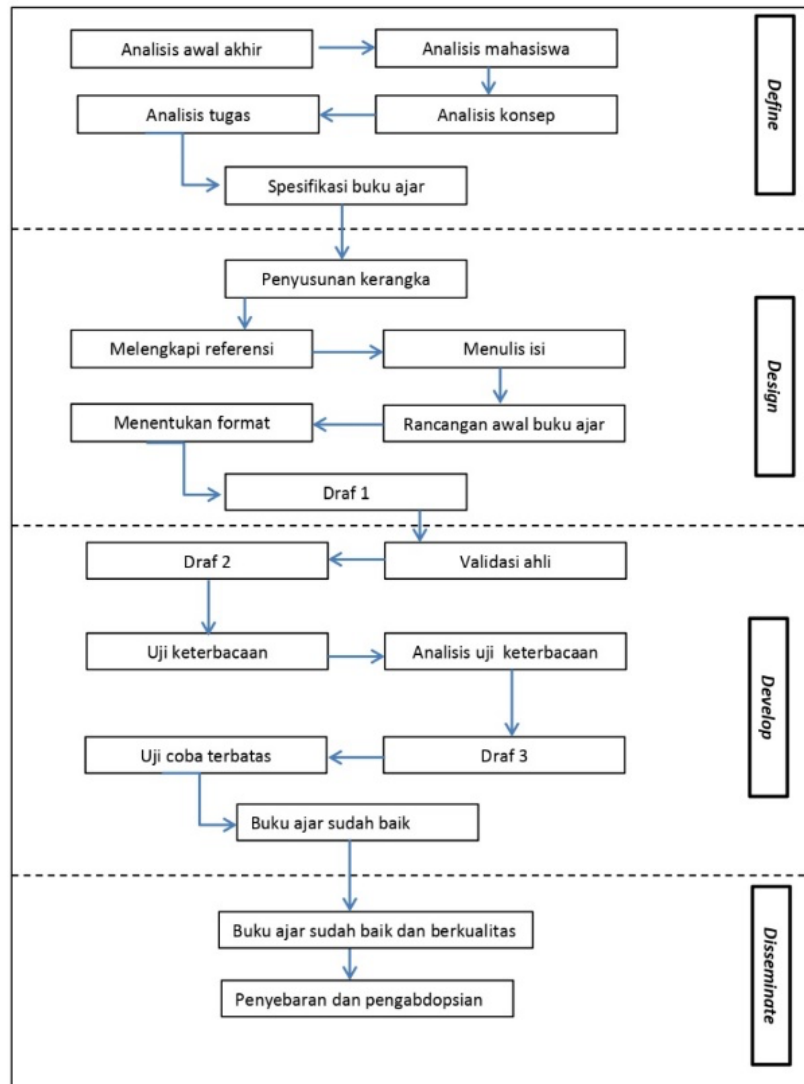 Analisis awal akhir
Analisis mahasiswa
Analisis tugas
Analisis konsep
Spesifikasi buku ajar
Define
Penyusunan kerangka
Melengkapi referensi
Menulis isi
Menentukan format
Rancangan awal buku ajar
Draf 1
Design
Draf 2
Validasi ahli
Uji keterbacaan
Analisis uji keterbacaan
Uji coba terbatas
Draf 3
Buku ajar sudah baik
Develop
Buku ajar sudah baik dan berkualitas
Penyebaran dan pengabdopsian
Disseminate